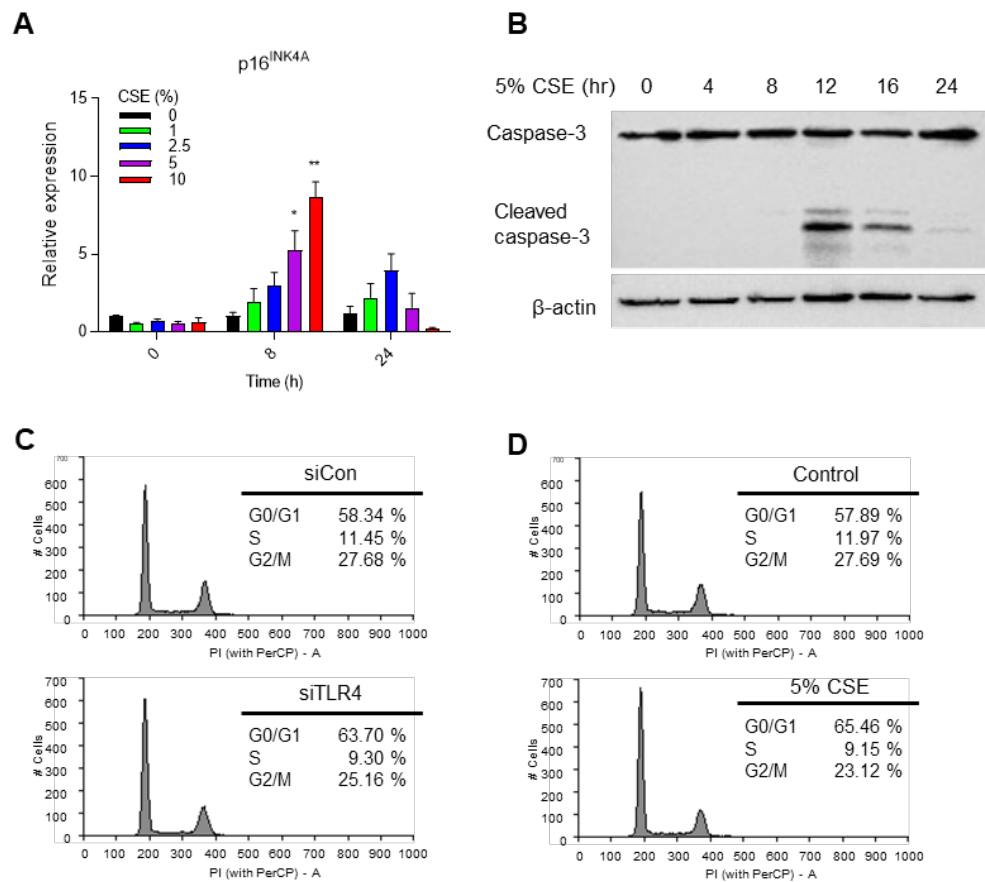 A
p16INK4A
CSE (%)
0
1
2.5
5
10
Relative expression
15
10
5
0
*
**
0
8
24
Time (h)
B
5% CSE (hr) 0 4 8 12 16 24
Caspase-3
Cleaved
caspase-3
β-actin
C
siCon
G0/G1 58.34 %
S 11.45 %
G2/M 27.68 %
# Cells
700
600
500
400
300
200
100
0
0 100 200 300 400 500 600 700 800 900 1000
PI (with PerCP) - A
siTLR4
G0/G1 63.70 %
S 9.30 %
G2/M 25.16 %
# Cells
700
600
500
400
300
200
100
0
0 100 200 300 400 500 600 700 800 900 1000
PI (with PerCP) - A
D
Control
G0/G1 57.89 %
S 11.97 %
G2/M 27.69 %
# Cells
700
600
500
400
300
200
100
0
0 100 200 300 400 500 600 700 800 900 1000
PI (with PerCP) - A
5% CSE
G0/G1 65.46 %
S 9.15 %
G2/M 23.12 %
# Cells
700
600
500
400
300
200
100
0
0 100 200 300 400 500 600 700 800 900 1000
PI (with PerCP) - A